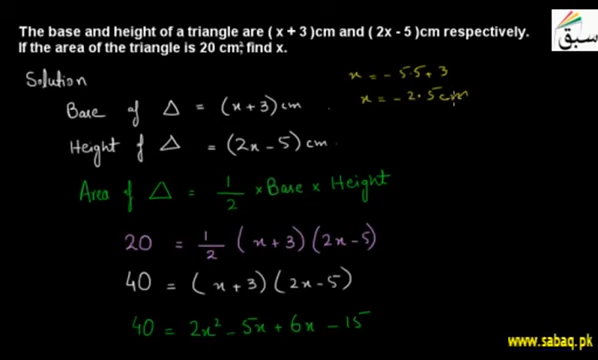 The base and height of a triangle are ( x + 3 )cm and ( 2x - 5 )cm respectively.
If the area of the triangle is 20 cm², find x.
سبق
Solution
x = - 5.5 + 3
x = - 2.5 cm
Base of △ = (x+3) cm
Height of △ = (2x - 5) cm
Area of △ = 1/2 × Base × Height
20 = 1/2 (x+3) (2x-5)
40 = (x+3) (2x-5)
40 = 2x² - 5x + 6x - 15
www.sabaq.pk